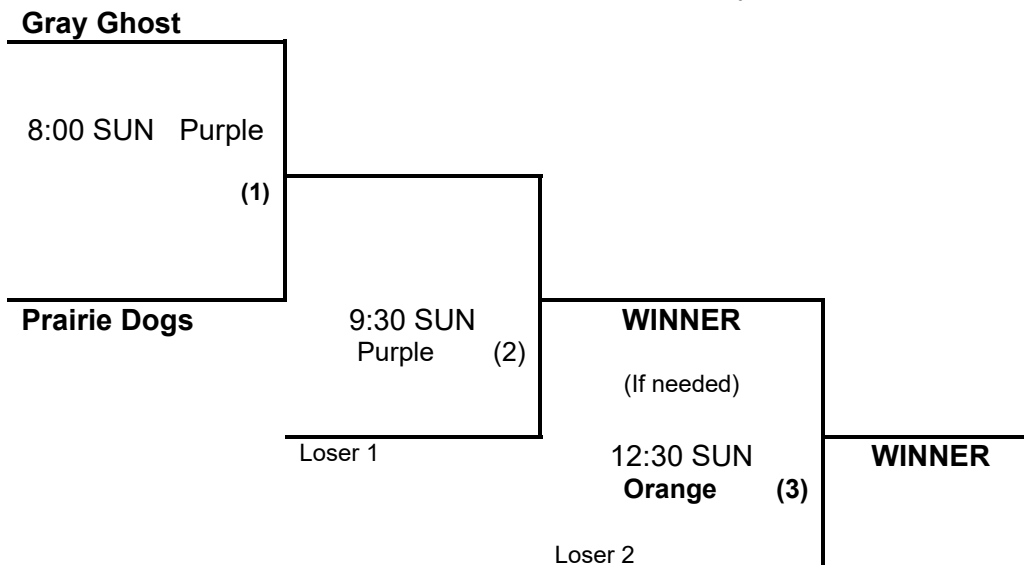 Gray Ghost
8:00 SUN Purple
(1)
Prairie Dogs
9:30 SUN
Purple (2)
Loser 1
WINNER
(If needed)
12:30 SUN
Orange (3)
Loser 2
WINNER